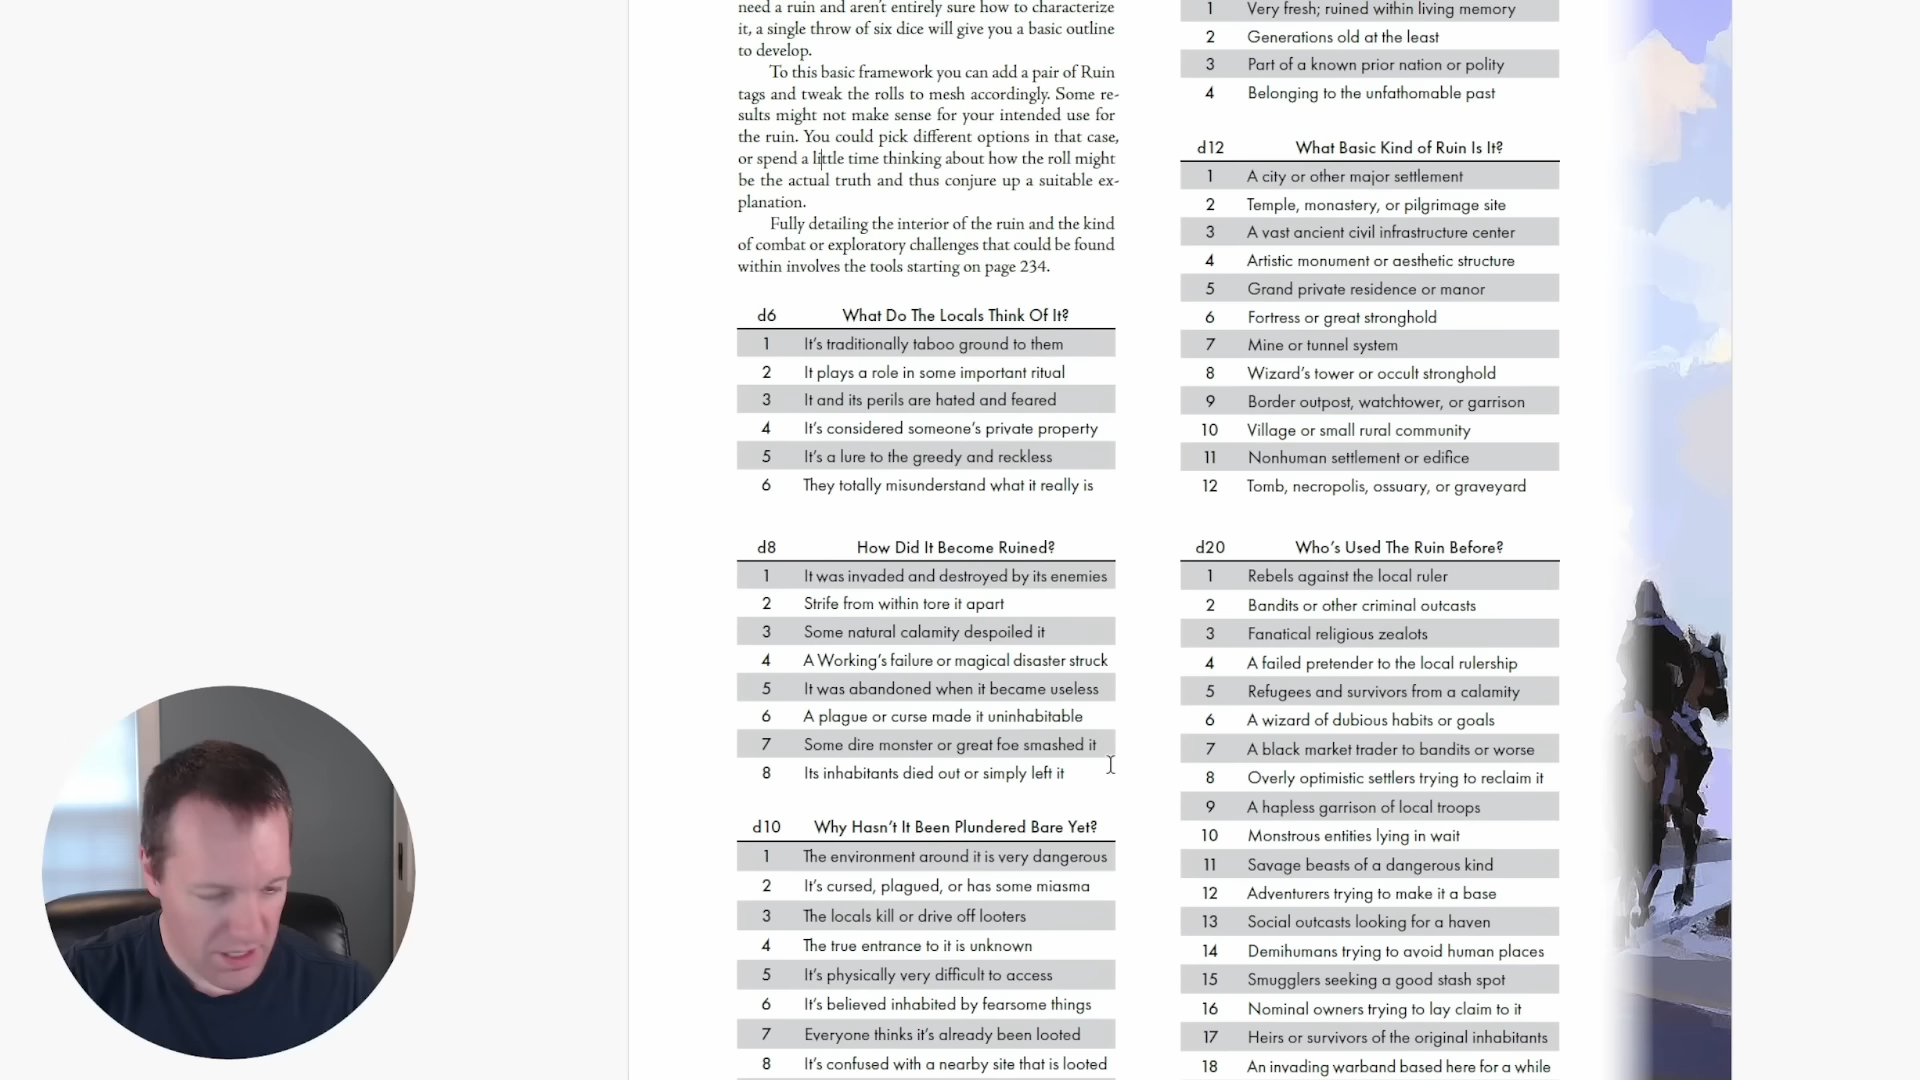 need a ruin and aren't entirely sure how to characterize
it, a single throw of six dice will give you a basic outline
to develop.
To this basic framework you can add a pair of Ruin
tags and tweak the rolls to mesh accordingly. Some re-
sults might not make sense for your intended use for
the ruin. You could pick different options in that case,
or spend a little time thinking about how the roll might
be the actual truth and thus conjure up a suitable ex-
planation.
Fully detailing the interior of the ruin and the kind
of combat or exploratory challenges that could be found
within involves the tools starting on page 234.
d6 What Do The Locals Think Of It?
1 It's traditionally taboo ground to them
2 It plays a role in some important ritual
3 It and its perils are hated and feared
4 It's considered someone's private property
5 It's a lure to the greedy and reckless
6 They totally misunderstand what it really is
d8 How Did It Become Ruined?
1 It was invaded and destroyed by its enemies
2 Strife from within tore it apart
3 Some natural calamity despoiled it
4 A Working's failure or magical disaster struck
5 It was abandoned when it became useless
6 A plague or curse made it uninhabitable
7 Some dire monster or great foe smashed it
8 Its inhabitants died out or simply left it
d10 Why Hasn't It Been Plundered Bare Yet?
1 The environment around it is very dangerous
2 It's cursed, plagued, or has some miasma
3 The locals kill or drive off looters
4 The true entrance to it is unknown
5 It's physically very difficult to access
6 It's believed inhabited by fearsome things
7 Everyone thinks it's already been looted
8 It's confused with a nearby site that is looted
1 Very fresh; ruined within living memory
2 Generations old at the least
3 Part of a known prior nation or polity
4 Belonging to the unfathomable past
d12 What Basic Kind of Ruin Is It?
1 A city or other major settlement
2 Temple, monastery, or pilgrimage site
3 A vast ancient civil infrastructure center
4 Artistic monument or aesthetic structure
5 Grand private residence or manor
6 Fortress or great stronghold
7 Mine or tunnel system
8 Wizard's tower or occult stronghold
9 Border outpost, watchtower, or garrison
10 Village or small rural community
11 Nonhuman settlement or edifice
12 Tomb, necropolis, ossuary, or graveyard
d20 Who's Used The Ruin Before?
1 Rebels against the local ruler
2 Bandits or other criminal outcasts
3 Fanatical religious zealots
4 A failed pretender to the local rulership
5 Refugees and survivors from a calamity
6 A wizard of dubious habits or goals
7 A black market trader to bandits or worse
8 Overly optimistic settlers trying to reclaim it
9 A hapless garrison of local troops
10 Monstrous entities lying in wait
11 Savage beasts of a dangerous kind
12 Adventurers trying to make it a base
13 Social outcasts looking for a haven
14 Demihumans trying to avoid human places
15 Smugglers seeking a good stash spot
16 Nominal owners trying to lay claim to it
17 Heirs or survivors of the original inhabitants
18 An invading warband based here for a while